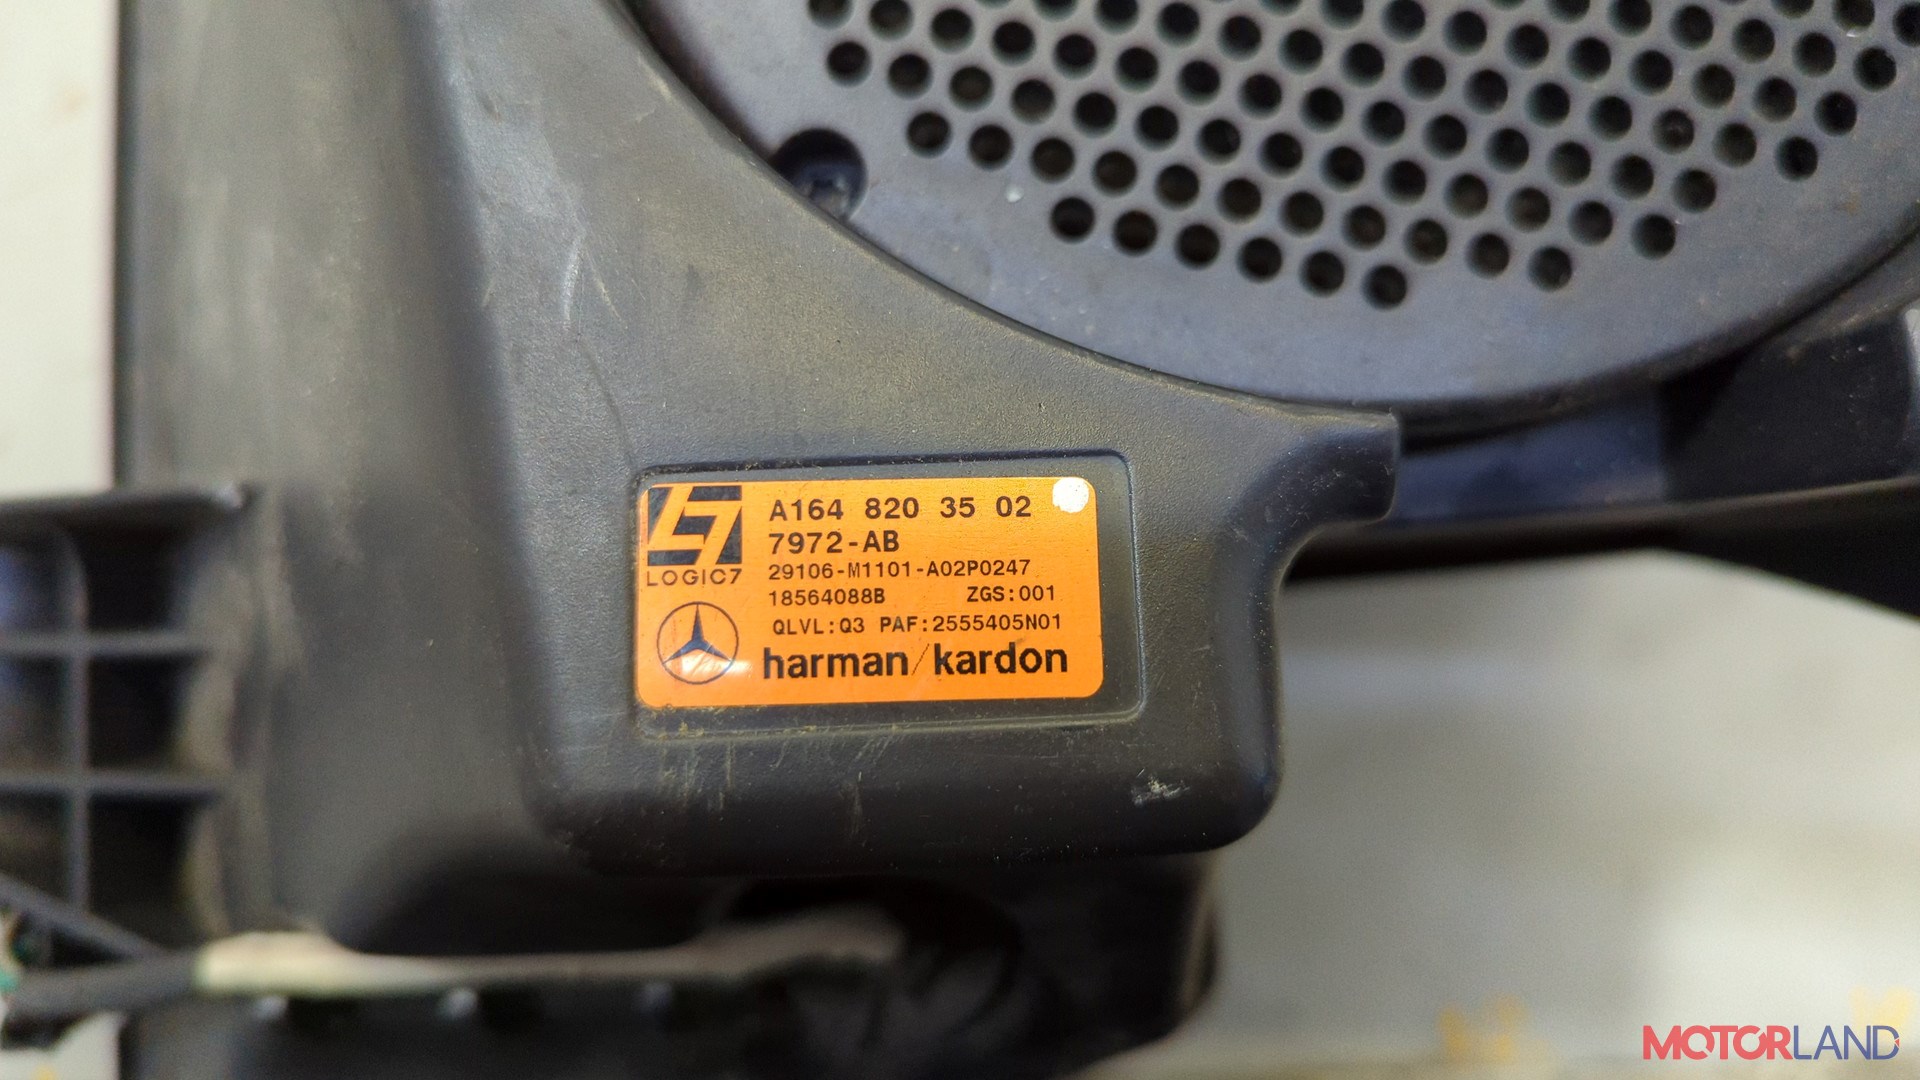 A164 820 35 02
7972-AB
29106-M1101-A02P0247
LOGIC7
18564088B ZGS:001
QLVL:Q3 PAF:2555405N01
harman/kardon
MOTORLAND